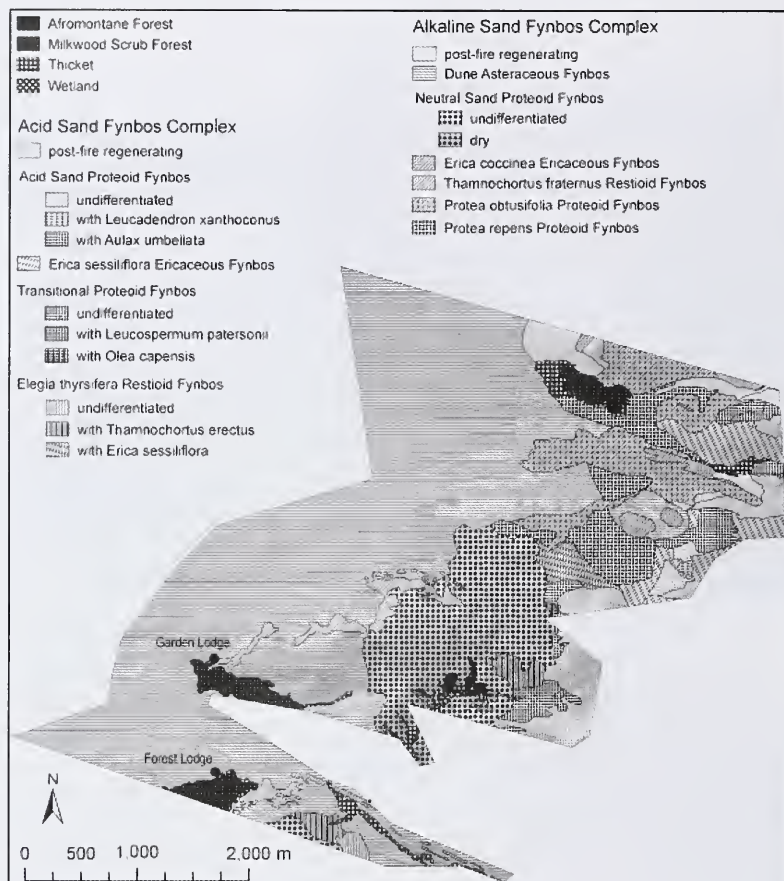 Afromontane Forest
Milkwood Scrub Forest
Thicket
Wetland
Acid Sand Fynbos Complex
post-fire regenerating
Acid Sand Proteoid Fynbos
undifferentiated
with Leucadendron xanthoconus
with Aulax umbellata
Erica sessiliflora Ericaceous Fynbos
Transitional Proteoid Fynbos
undifferentiated
with Leucospermum patersonii
with Olea capensis
Elegia thyrsifera Restioid Fynbos
undifferentiated
with Thamnochortus erectus
with Erica sessiliflora
Alkaline Sand Fynbos Complex
post-fire regenerating
Dune Asteraceous Fynbos
Neutral Sand Proteoid Fynbos
undifferentiated
dry
Erica coccinea Ericaceous Fynbos
Thamnochortus fraternus Restioid Fynbos
Protea obtusifolia Proteoid Fynbos
Protea repens Proteoid Fynbos
Garden Lodge
Forest Lodge
N
0 500 1,000 2,000 m